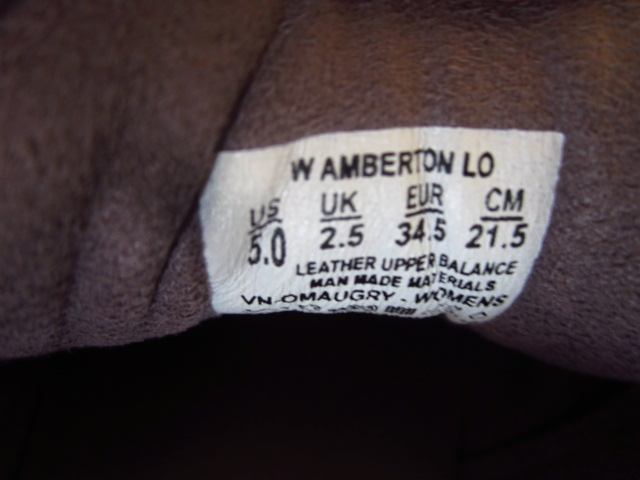 W AMBERTON LO
US UK EUR CM
5.0 2.5 34.5 21.5
LEATHER UPPER BALANCE
MAN MADE MATERIALS
VN-OMAUGRY - WOMENS